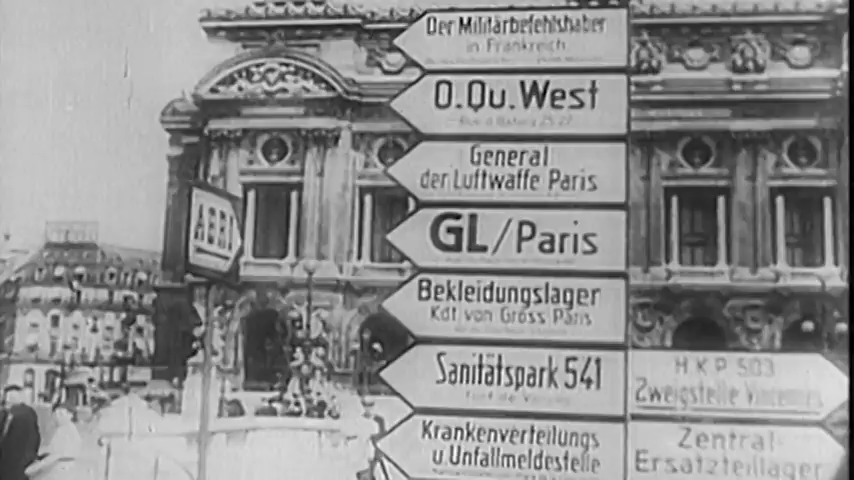 Der Militärbefehlshaber
in Frankreich
O.Qu.West
General
der Luftwaffe Paris
GL/Paris
Bekleidungslager
Kdt von Gross Paris
Sanitätspark 541
Krankenverteilungs
u.Unfallmeldestelle
ABRI
HKP 503
Zweigstelle Vincennes
Zentral
Ersatzteillager